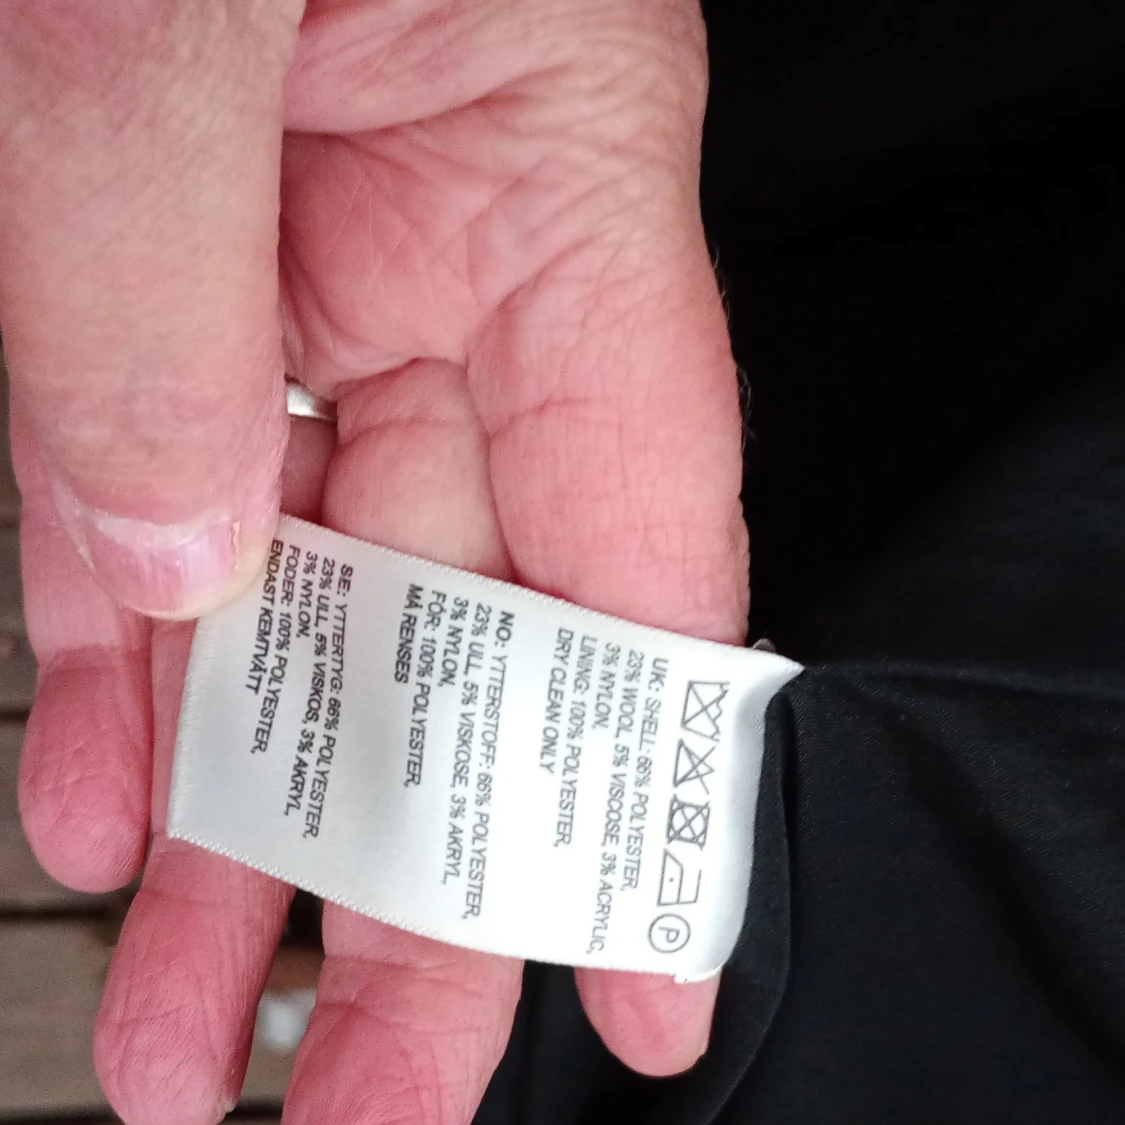 P
UK: SHELL: 66% POLYESTER,
23% WOOL, 5% VISCOSE, 3% ACRYLIC,
3% NYLON,
LINING: 100% POLYESTER,
DRY CLEAN ONLY
NO: YTTERSTOFF: 66% POLYESTER,
23% ULL, 5% VISKOSE, 3% AKRYL,
3% NYLON,
FÔR: 100% POLYESTER,
MÅ RENSES
SE: YTTERTYG: 66% POLYESTER,
23% ULL, 5% VISKOS, 3% AKRYL,
3% NYLON,
FODER: 100% POLYESTER,
ENDAST KEMTVÄTT